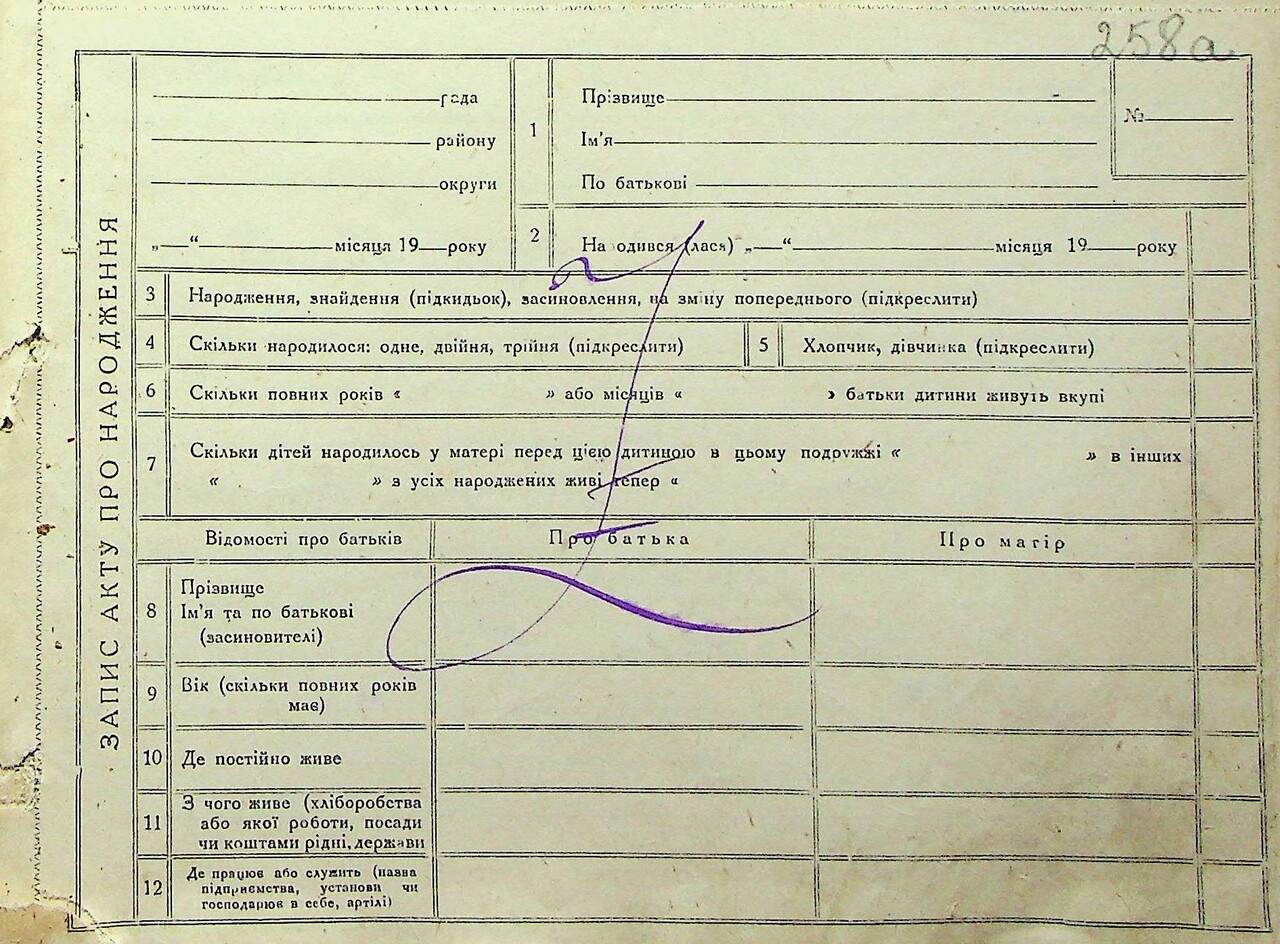 258а
ЗАПИС АКТУ ПРО НАРОДЖЕННЯ
рада
району
округи
„ “ місяця 19 року
1
Прізвище
Ім'я
По батькові
№
2
На одився (лася) „ “ місяця 19 року
3 Народження, знайдення (підкидьок), засиновлення, на зміну попереднього (підкреслити)
4 Скільки народилося: одне, двійня, трійня (підкреслити)
5 Хлопчик, дівчинка (підкреслити)
6 Скільки повних років « » або місяців « » батьки дитини живуть вкупі
7 Скільки дітей народилось у матері перед цією дитиною в цьому подружжі « » в інших
« » з усіх народжених живі тепер «
Відомості про батьків Про батька Про матір
8 Прізвище
Ім'я та по батькові
(засиновителі)
9 Вік (скільки повних років
має)
10 Де постійно живе
11 З чого живе (хліборобства
або якої роботи, посади
чи коштами рідні, держави
12 Де працює або служить (назва
підприємства, установи чи
господарює в себе, артілі)